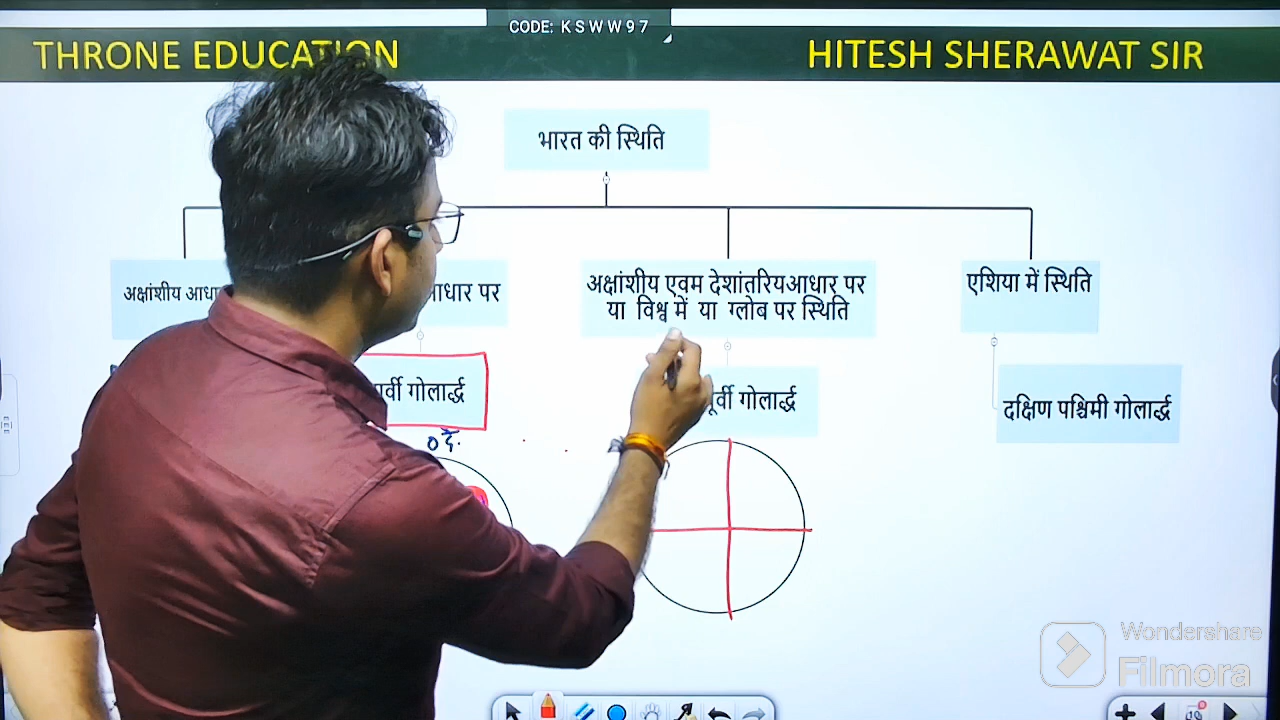 CODE: KSWW97
THRONE EDUCATION
HITESH SHERAWAT SIR
भारत की स्थिति
अक्षांशीय
आधार पर
अक्षांशीय एवम देशांतरियआधार पर
या विश्व में या ग्लोब पर स्थिति
एशिया में स्थिति
गोलार्द्ध
गोलार्द्ध
दक्षिण पश्चिमी गोलार्द्ध
Wondershare
Filmora